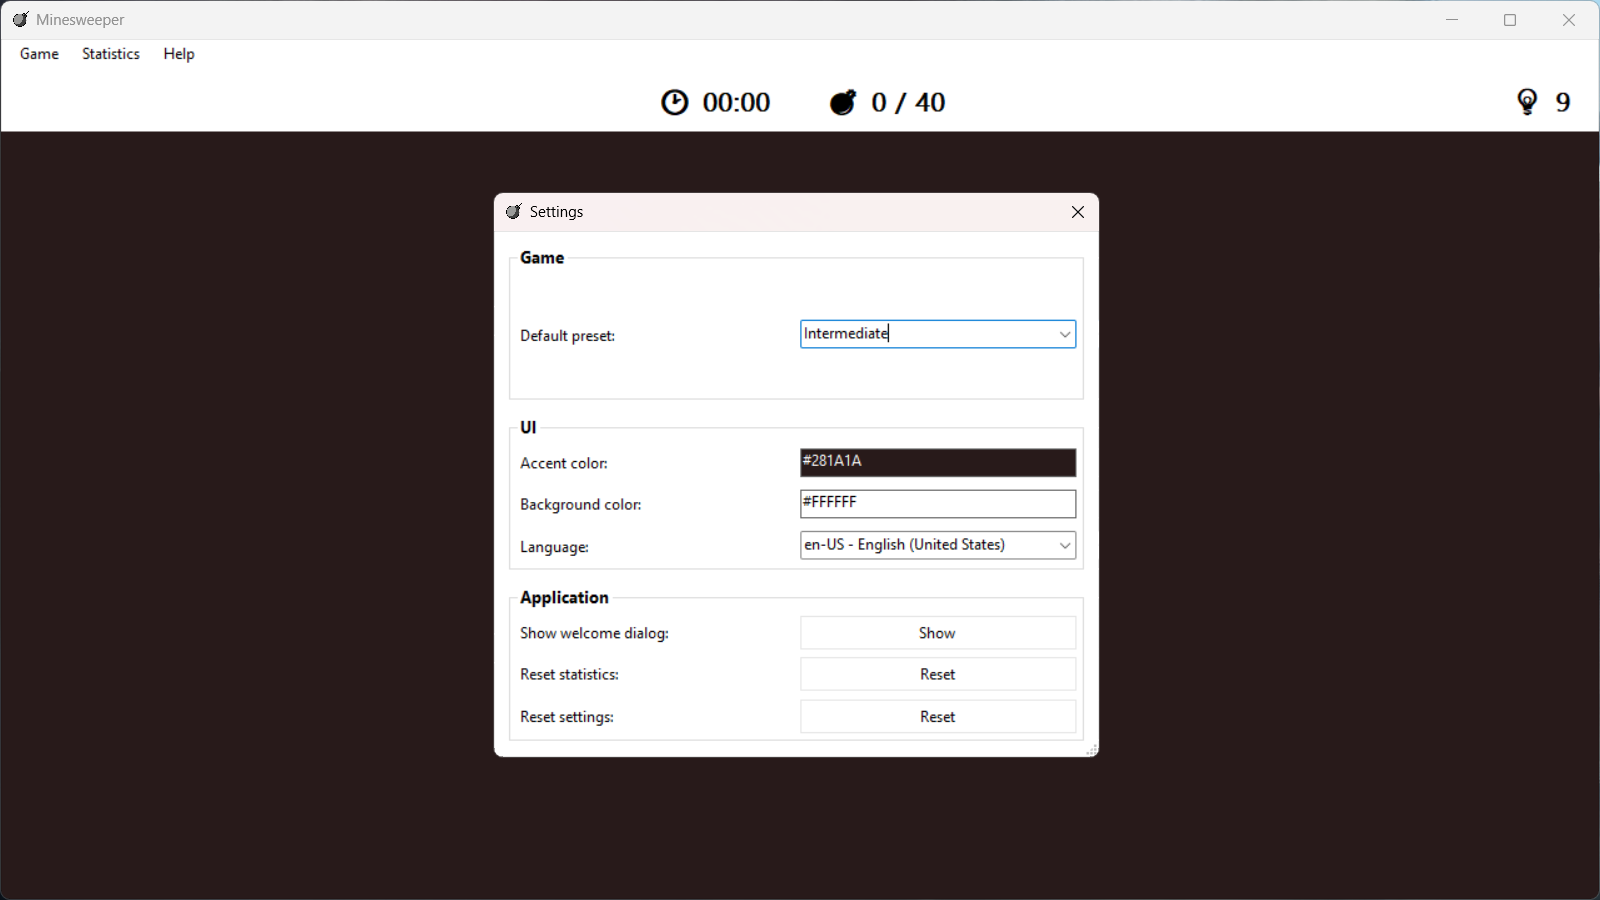 Minesweeper
Game Statistics Help
00:00 0 / 40 9
Settings
Game
Default preset: Intermediate
UI
Accent color: #281A1A
Background color: #FFFFFF
Language: en-US - English (United States)
Application
Show welcome dialog: Show
Reset statistics: Reset
Reset settings: Reset